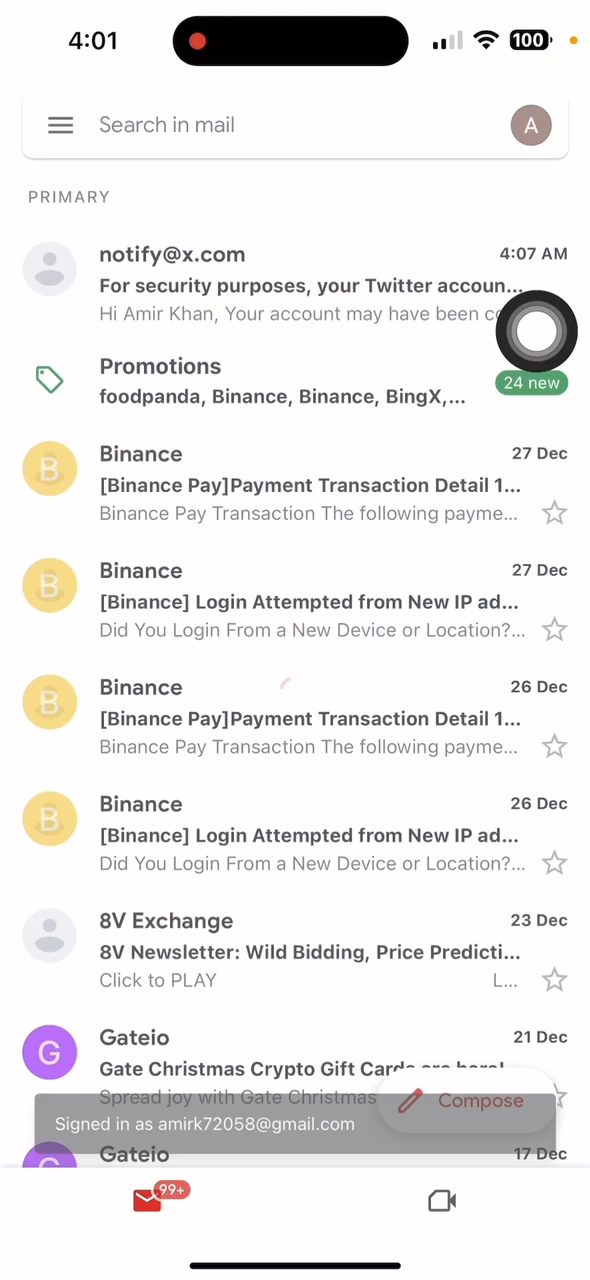 4:01
100
Search in mail
A
PRIMARY
notify@x.com 4:07 AM
For security purposes, your Twitter accoun...
Hi Amir Khan, Your account may have been
Promotions
24 new
foodpanda, Binance, Binance, BingX,...
Binance 27 Dec
B
[Binance Pay]Payment Transaction Detail 1...
Binance Pay Transaction The following payme...
Binance 27 Dec
B
[Binance] Login Attempted from New IP ad...
Did You Login From a New Device or Location?...
Binance 26 Dec
B
[Binance Pay]Payment Transaction Detail 1...
Binance Pay Transaction The following payme...
Binance 26 Dec
B
[Binance] Login Attempted from New IP ad...
Did You Login From a New Device or Location?...
8V Exchange 23 Dec
8V Newsletter: Wild Bidding, Price Predicti...
Click to PLAY L...
Gateio 21 Dec
G
Gate Christmas Crypto Gift Cards are here!
Spread joy with Gate Christmas
Compose
Signed in as amirk72058@gmail.com
Gateio 17 Dec
99+